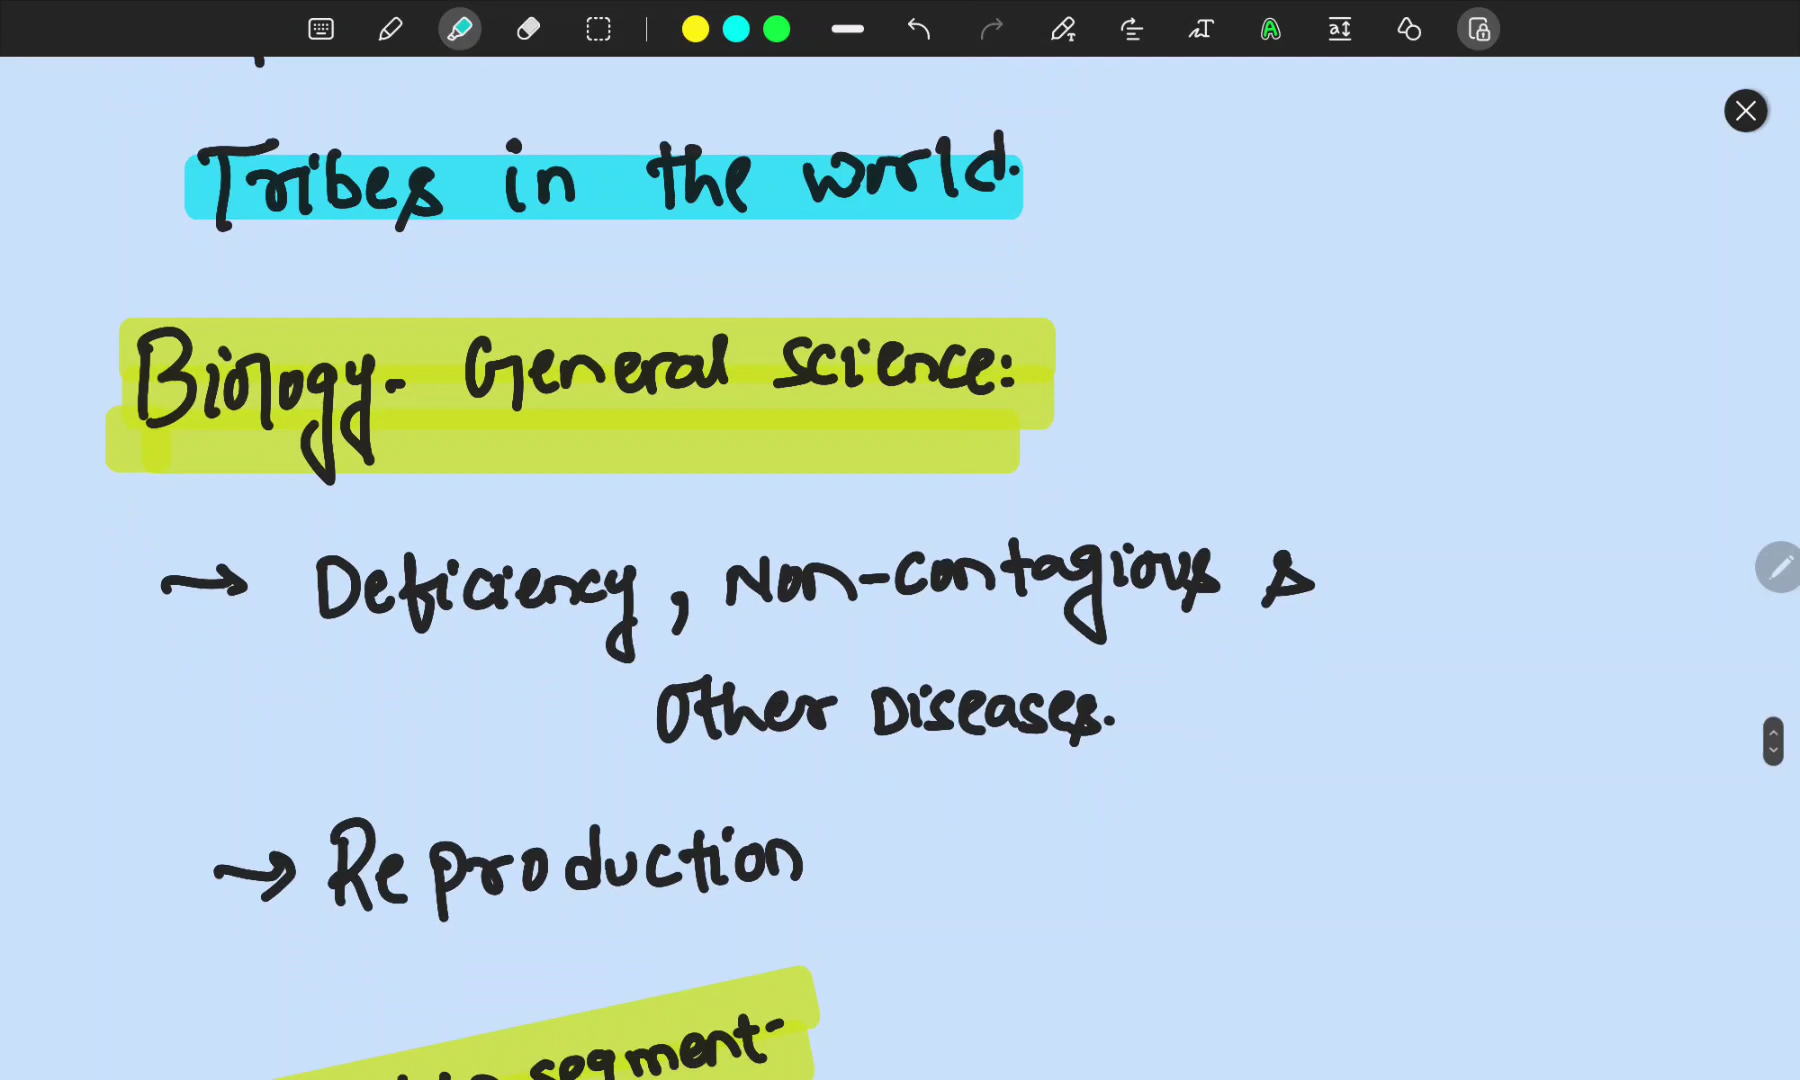 Tribes in the world.
Biology- General science:
→ Deficiency, Non-contagious &
Other Diseases.
→ Reproduction
segment-